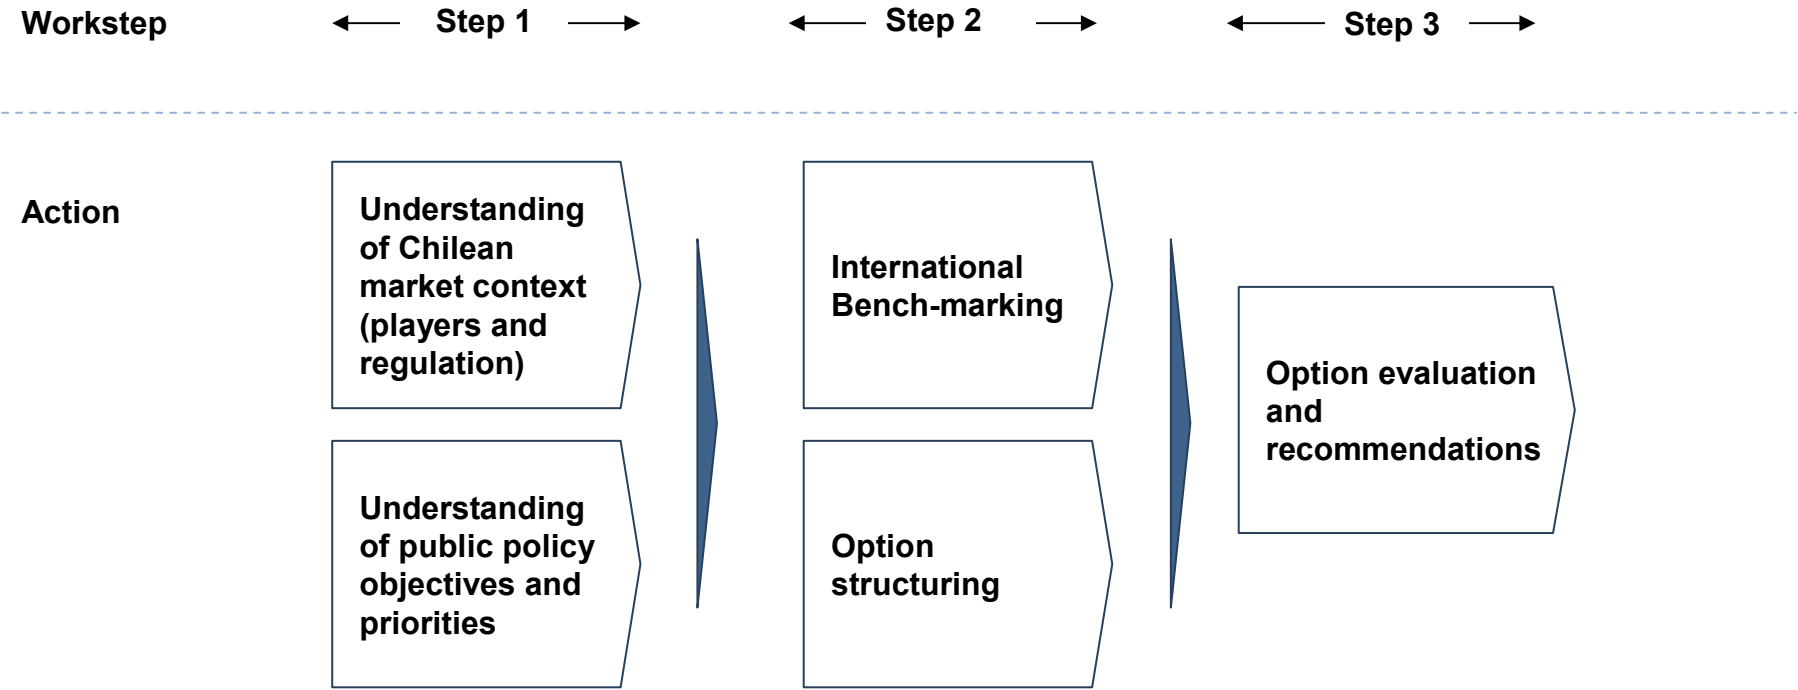 Workstep
Step 1
Step 2
Step 3
Action
Understanding
of Chilean
market context
(players and
regulation)
International
Bench-marking
Option evaluation
and
recommendations
Understanding
of public policy
objectives and
priorities
Option
structuring